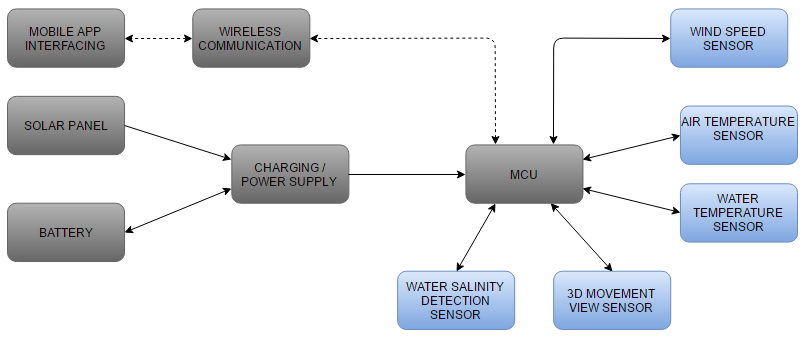 MOBILE APP
INTERFACING
WIRELESS
COMMUNICATION
WIND SPEED
SENSOR
SOLAR PANEL
AIR TEMPERATURE
SENSOR
CHARGING /
POWER SUPPLY
MCU
BATTERY
WATER
TEMPERATURE
SENSOR
WATER SALINITY
DETECTION
SENSOR
3D MOVEMENT
VIEW SENSOR